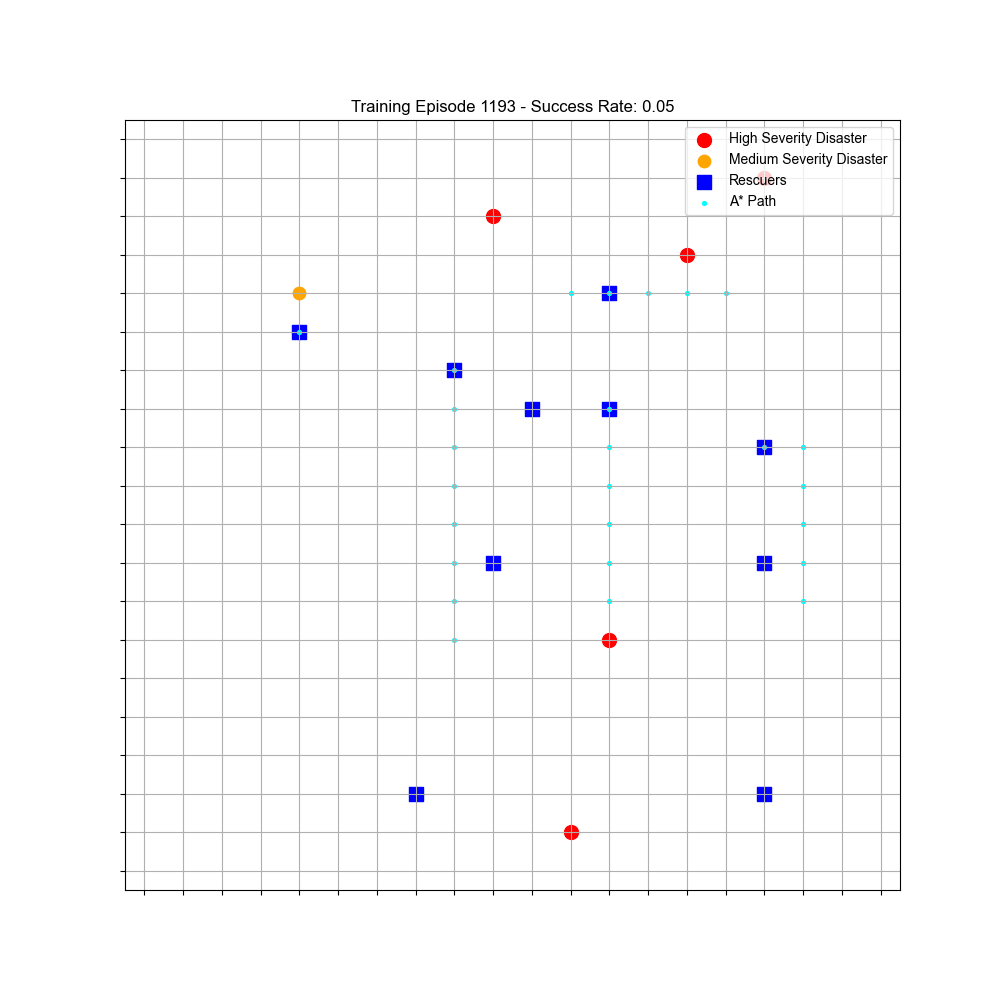 Training Episode 1193 - Success Rate: 0.05
High Severity Disaster
Medium Severity Disaster
Rescuers
A* Path